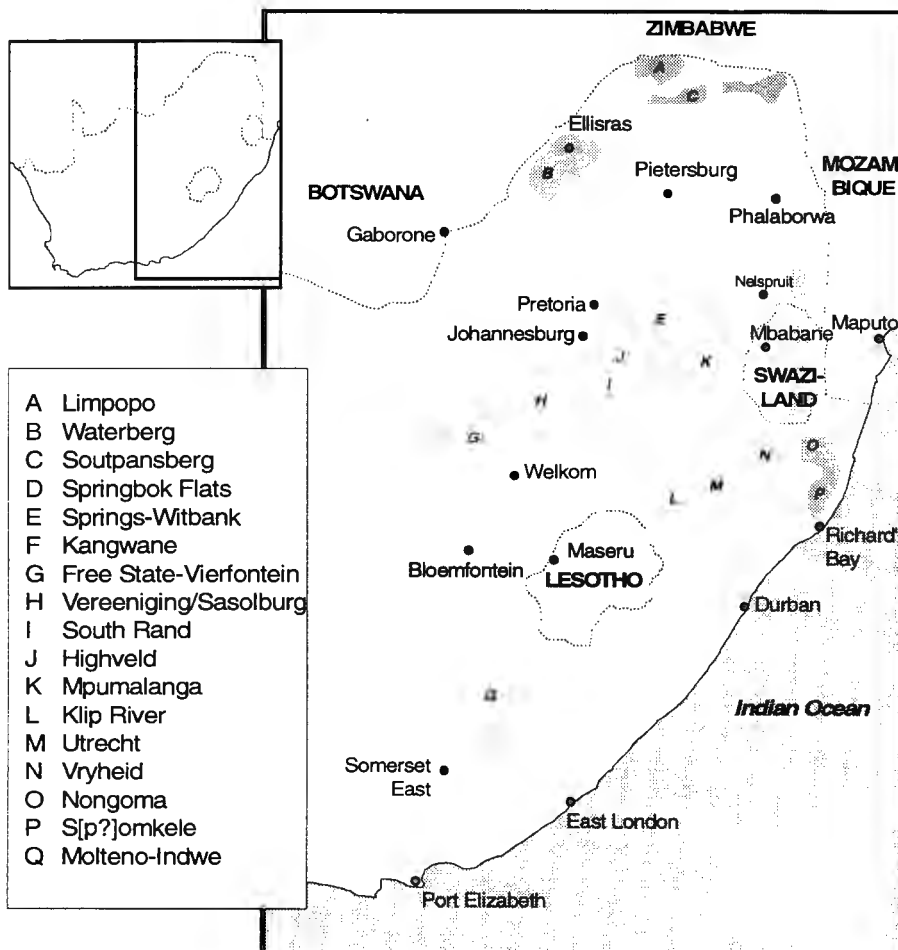 ZIMBABWE
A
C
Ellisras
B
MOZAM
BIQUE
Pietersburg
BOTSWANA
Phalaborwa
Gaborone
Nelspruit
Pretoria
E
Maputo
Johannesburg
Mbabane
J
K
I
SWAZI-
LAND
H
G
O
N
Welkom
M
P
L
Richard'
Bay
Maseru
Bloemfontein
LESOTHO
Durban
Q
Indian Ocean
Somerset
East
East London
Port Elizabeth
A Limpopo
B Waterberg
C Soutpansberg
D Springbok Flats
E Springs-Witbank
F Kangwane
G Free State-Vierfontein
H Vereeniging/Sasolburg
I South Rand
J Highveld
K Mpumalanga
L Klip River
M Utrecht
N Vryheid
O Nongoma
P S[p?]omkele
Q Molteno-Indwe